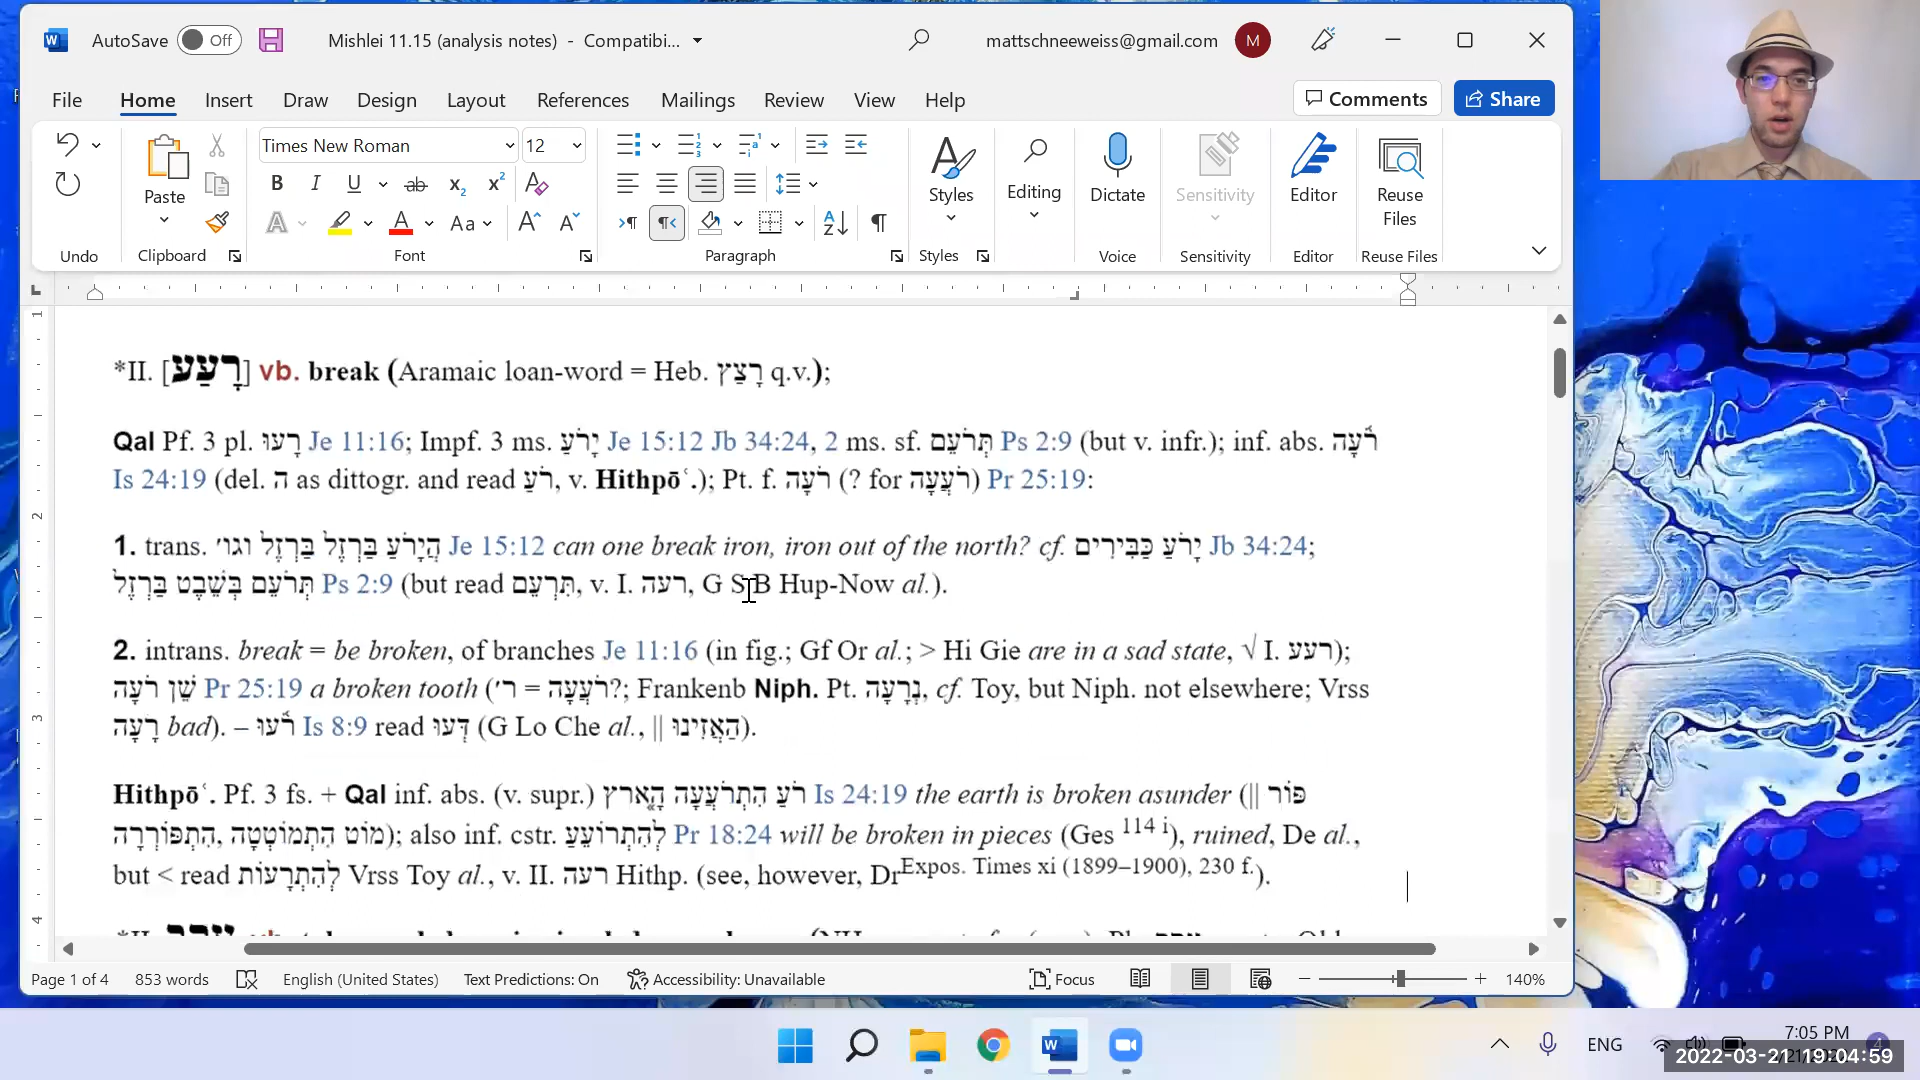 AutoSave Off Mishlei 11.15 (analysis notes) - Compatibi... mattschneeweiss@gmail.com M
File Home Insert Draw Design Layout References Mailings Review View Help Comments Share
Times New Roman 12
Paste Styles Editing Dictate Sensitivity Editor Reuse Files
Undo Clipboard Font Paragraph Styles Voice Sensitivity Editor Reuse Files
*II. [רָעַע] vb. break (Aramaic loan-word = Heb. רָצַץ q.v.);
Qal Pf. 3 pl. רָעוּ Je 11:16; Impf. 3 ms. יָרֹעַ Je 15:12 Jb 34:24, 2 ms. sf. תְּרֹעֵם Ps 2:9 (but v. infr.); inf. abs. רֹעָה
Is 24:19 (del. ה as dittogr. and read רֹעַ, v. Hithpōʿ.); Pt. f. רֹעָה (? for רֹעֲעָה) Pr 25:19:
1. trans. הֲיָרֹעַ בַּרְזֶל בַּרְזֶל וגו׳ Je 15:12 can one break iron, iron out of the north? cf. יָרֹעַ כַּבִּירִים Jb 34:24;
תְּרֹעֵם בְּשֵׁבֶט בַּרְזֶל Ps 2:9 (but read תִּרְעֵם, v. I. רעה, G S B Hup-Now al.).
2. intrans. break = be broken, of branches Je 11:16 (in fig.; Gf Or al.; > Hi Gie are in a sad state, √ I. רעע);
שֵׁן רֹעָה Pr 25:19 a broken tooth (ר׳ = רֹעֲעָה?; Frankenb Niph. Pt. נְרָעָה, cf. Toy, but Niph. not elsewhere; Vrss
רָעָה bad). – רֹעוּ Is 8:9 read דְּעוּ (G Lo Che al., || הַאֲזִינוּ).
Hithpōʿ. Pf. 3 fs. + Qal inf. abs. (v. supr.) רֹעַ הִתְרֹעֲעָה הָאָרץ Is 24:19 the earth is broken asunder (|| פּוֹר
הִתְפּוֹרְרָה, מוֹט הִתְמוֹטְטָה); also inf. cstr. לְהִתְרוֹעֵעַ Pr 18:24 will be broken in pieces (Ges 114 i), ruined, De al.,
but < read לְהִתְרָעוֹת Vrss Toy al., v. II. רעה Hithp. (see, however, DrExpos. Times xi (1899–1900), 230 f.).
Page 1 of 4 853 words English (United States) Text Predictions: On Accessibility: Unavailable Focus 140%
ENG 7:05 PM
2022-03-21 19:04:59